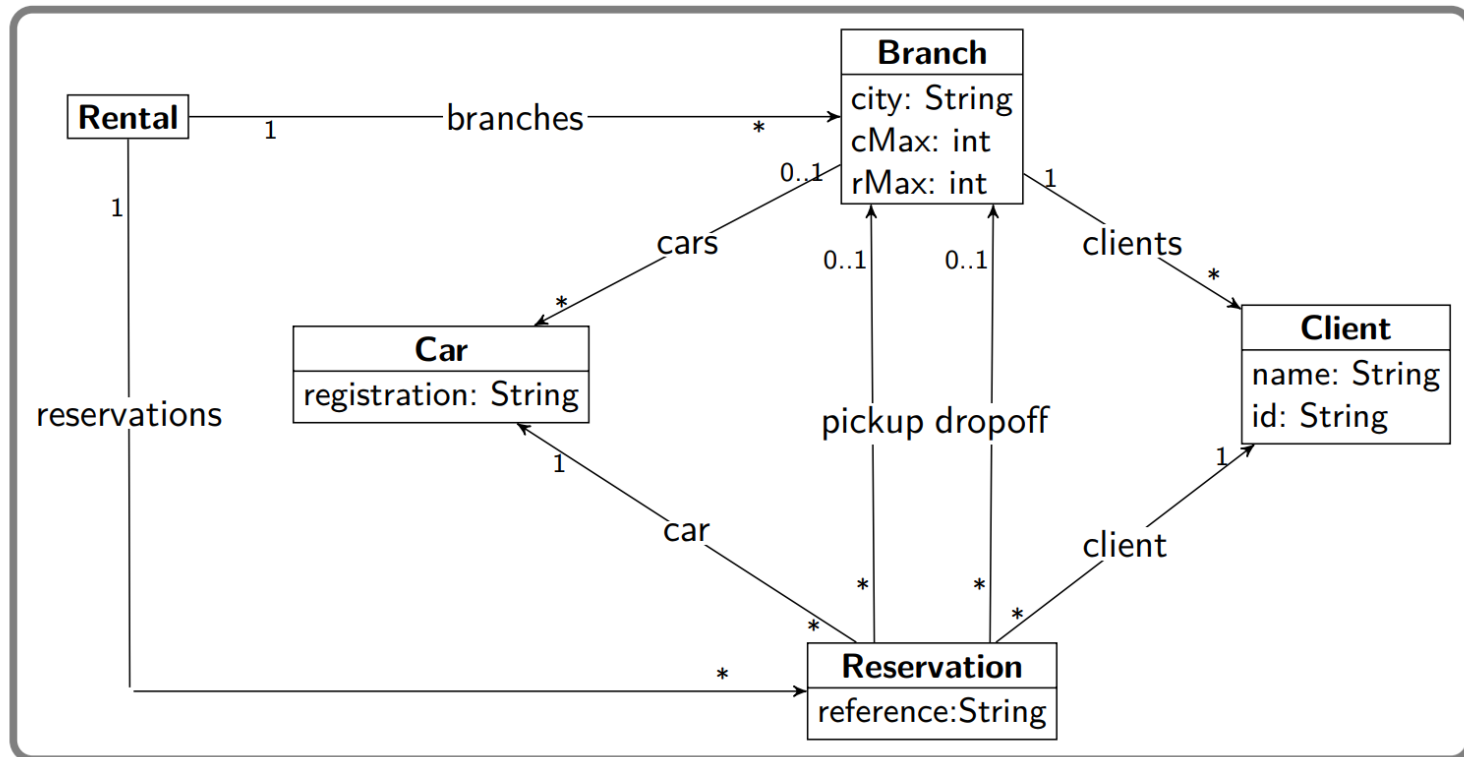 Branch
city: String
cMax: int
rMax: int
Rental
1
branches
*
0..1
1
1
cars
clients
0..1
0..1
*
*
Car
registration: String
Client
name: String
id: String
reservations
pickup dropoff
1
1
car
client
*
*
*
*
*
Reservation
reference:String